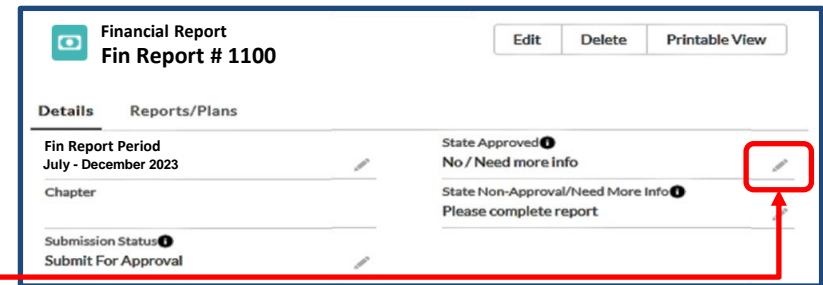 Financial Report
Fin Report # 1100
Edit Delete Printable View
Details Reports/Plans
Fin Report Period
July - December 2023
State Approved
No / Need more info
Chapter
State Non-Approval/Need More Info
Please complete report
Submission Status
Submit For Approval